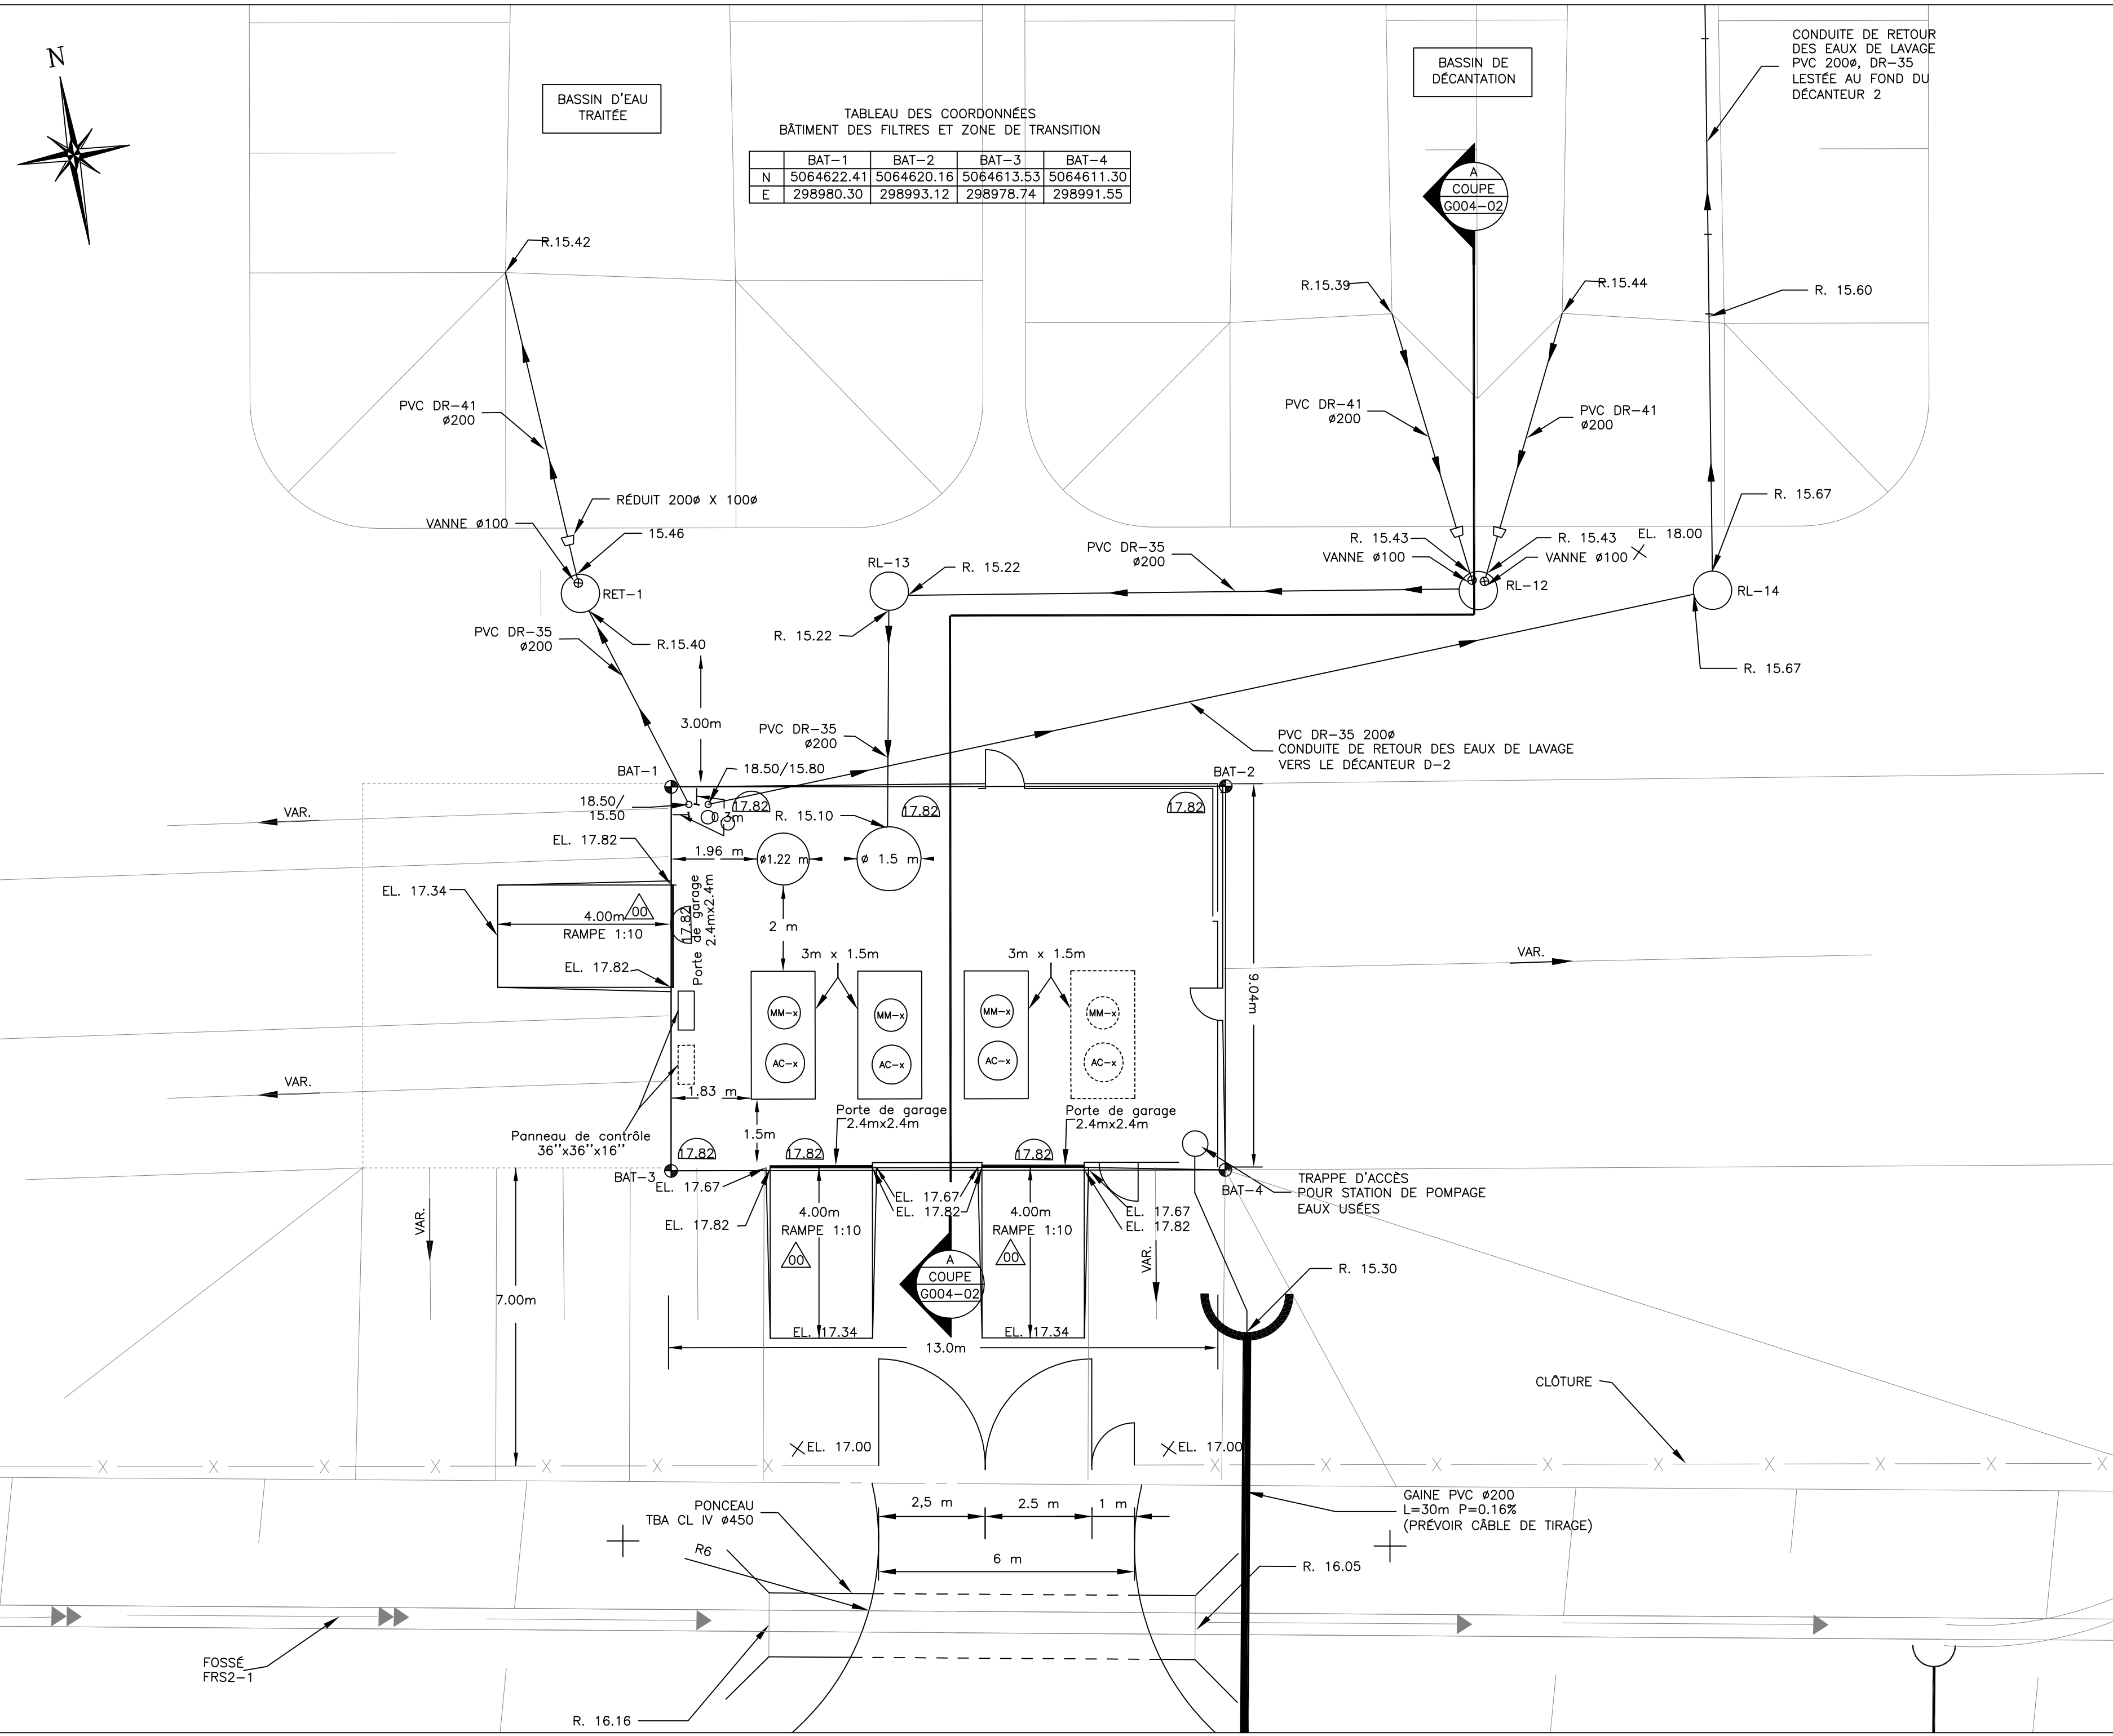 N
BASSIN D'EAU
TRAITÉE
BASSIN DE
DÉCANTATION
CONDUITE DE RETOUR
DES EAUX DE LAVAGE
PVC 200ø, DR-35
LESTÉE AU FOND DU
DÉCANTEUR 2
TABLEAU DES COORDONNÉES
BÂTIMENT DES FILTRES ET ZONE DE TRANSITION
BAT-1 BAT-2 BAT-3 BAT-4
N 5064622.41 5064620.16 5064613.53 5064611.30
E 298980.30 298993.12 298978.74 298991.55
A
COUPE
G004-02
R.15.42
R.15.39
R.15.44
R. 15.60
PVC DR-41
ø200
PVC DR-41
ø200
PVC DR-41
ø200
RÉDUIT 200ø X 100ø
VANNE ø100
15.46
R. 15.67
RL-13
R. 15.22
PVC DR-35
ø200
R. 15.43
VANNE ø100
R. 15.43
VANNE ø100
EL. 18.00
RET-1
RL-12
RL-14
PVC DR-35
ø200
R.15.40
R. 15.22
R. 15.67
3.00m
PVC DR-35
ø200
PVC DR-35 200ø
CONDUITE DE RETOUR DES EAUX DE LAVAGE
VERS LE DÉCANTEUR D-2
BAT-1
18.50/15.80
BAT-2
VAR.
18.50/
15.50
17.82
17.82
17.82
0.3m
R. 15.10
EL. 17.82
1.96 m
ø1.22 m
ø 1.5 m
EL. 17.34
4.00m
00
RAMPE 1:10
17.82
Porte de garage
2.4mx2.4m
2 m
EL. 17.82
3m x 1.5m
3m x 1.5m
VAR.
9.04m
MM-x
MM-x
MM-x
MM-x
AC-x
AC-x
AC-x
AC-x
VAR.
1.83 m
Porte de garage
2.4mx2.4m
Porte de garage
2.4mx2.4m
1.5m
Panneau de contrôle
36''x36''x16''
17.82
17.82
17.82
BAT-3
EL. 17.67
BAT-4
TRAPPE D'ACCÈS
POUR STATION DE POMPAGE
EAUX USÉES
EL. 17.67
EL. 17.82
EL. 17.82
4.00m
RAMPE 1:10
00
4.00m
RAMPE 1:10
00
EL. 17.67
EL. 17.82
VAR.
VAR.
A
COUPE
G004-02
R. 15.30
7.00m
EL. 17.34
EL. 17.34
13.0m
CLÔTURE
EL. 17.00
EL. 17.00
PONCEAU
TBA CL IV ø450
2,5 m
2.5 m
1 m
GAINE PVC ø200
L=30m P=0.16%
(PRÉVOIR CÂBLE DE TIRAGE)
R6
6 m
R. 16.05
FOSSÉ
FRS2-1
R. 16.16